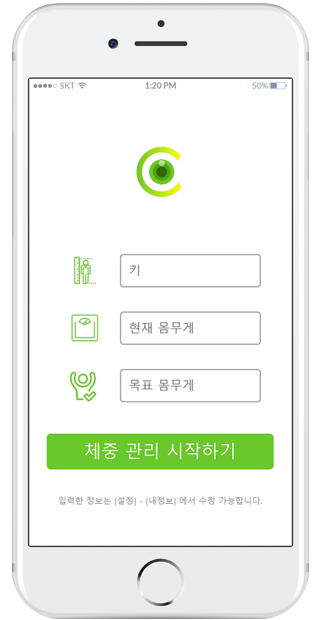 SKT 1:20 PM 50%
키
현재 몸무게
목표 몸무게
체중 관리 시작하기
입력한 정보는 [설정] - [내정보] 에서 수정 가능합니다.